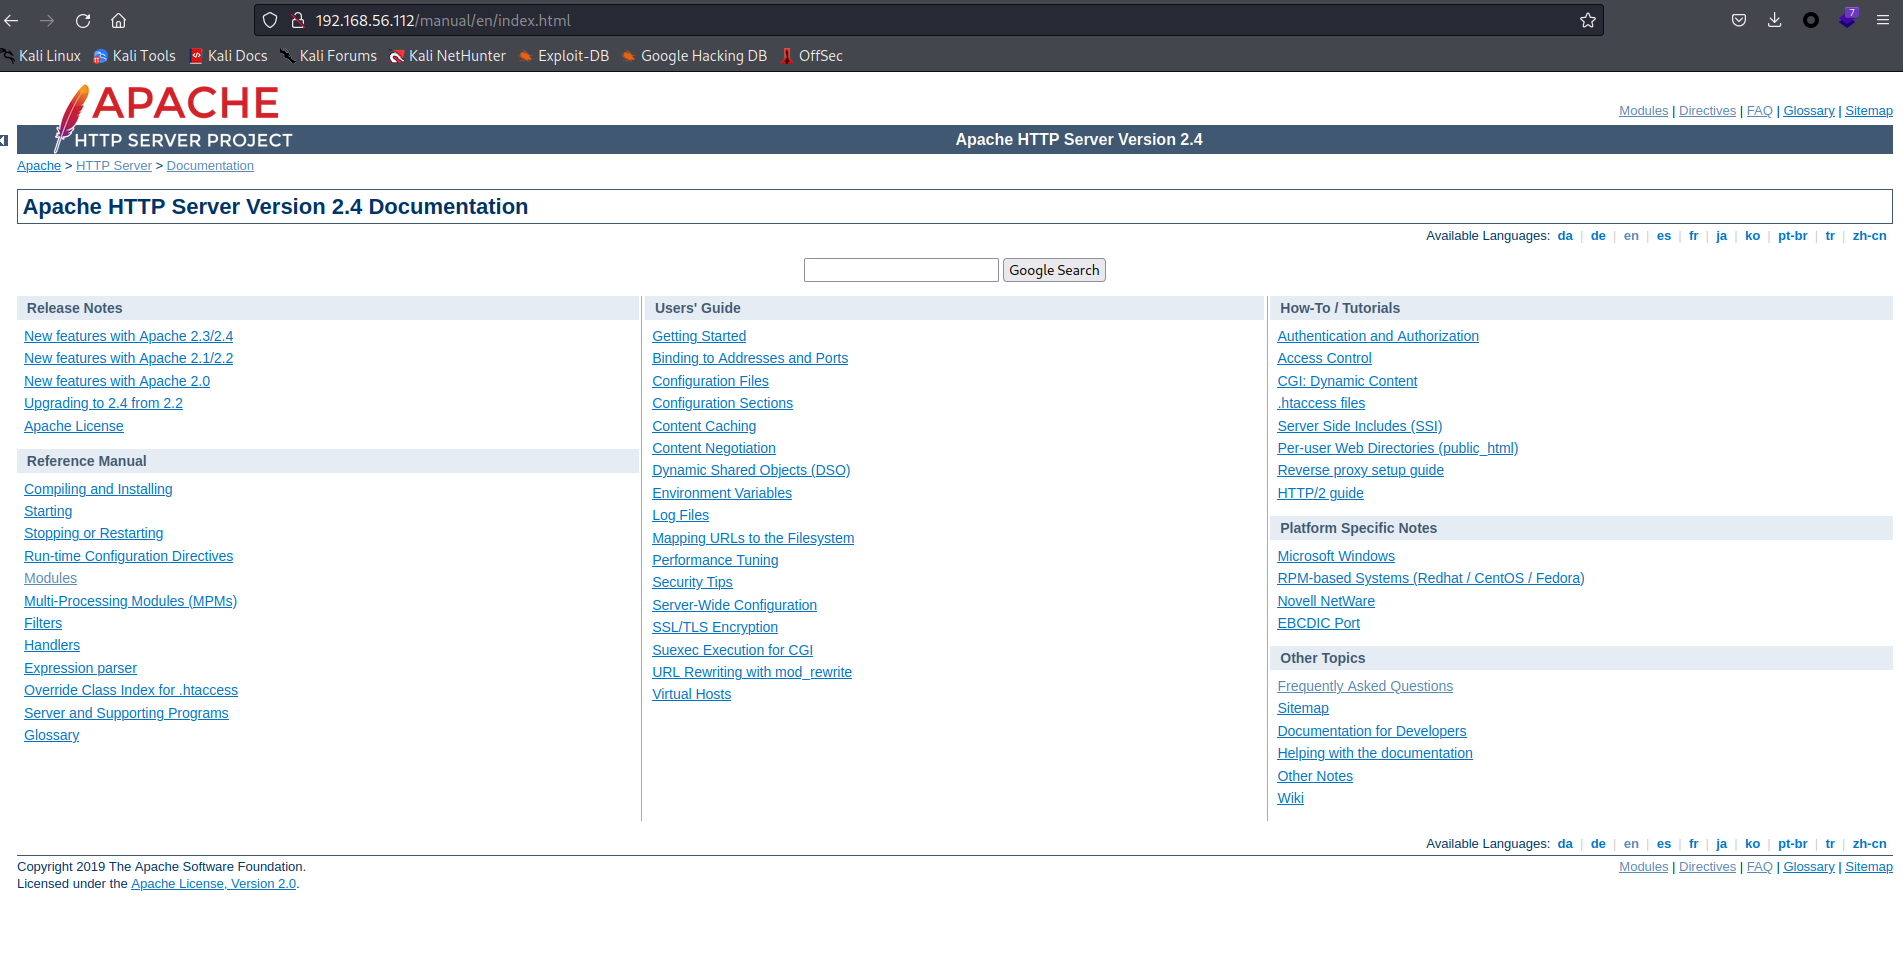 192.168.56.112/manual/en/index.html
7
Kali Linux Kali Tools Kali Docs Kali Forums Kali NetHunter Exploit-DB Google Hacking DB OffSec
APACHE
HTTP SERVER PROJECT
Modules | Directives | FAQ | Glossary | Sitemap
Apache HTTP Server Version 2.4
Apache > HTTP Server > Documentation
Apache HTTP Server Version 2.4 Documentation
Available Languages: da | de | en | es | fr | ja | ko | pt-br | tr | zh-cn
Google Search
Release Notes
New features with Apache 2.3/2.4
New features with Apache 2.1/2.2
New features with Apache 2.0
Upgrading to 2.4 from 2.2
Apache License
Reference Manual
Compiling and Installing
Starting
Stopping or Restarting
Run-time Configuration Directives
Modules
Multi-Processing Modules (MPMs)
Filters
Handlers
Expression parser
Override Class Index for .htaccess
Server and Supporting Programs
Glossary
Users' Guide
Getting Started
Binding to Addresses and Ports
Configuration Files
Configuration Sections
Content Caching
Content Negotiation
Dynamic Shared Objects (DSO)
Environment Variables
Log Files
Mapping URLs to the Filesystem
Performance Tuning
Security Tips
Server-Wide Configuration
SSL/TLS Encryption
Suexec Execution for CGI
URL Rewriting with mod_rewrite
Virtual Hosts
How-To / Tutorials
Authentication and Authorization
Access Control
CGI: Dynamic Content
.htaccess files
Server Side Includes (SSI)
Per-user Web Directories (public_html)
Reverse proxy setup guide
HTTP/2 guide
Platform Specific Notes
Microsoft Windows
RPM-based Systems (Redhat / CentOS / Fedora)
Novell NetWare
EBCDIC Port
Other Topics
Frequently Asked Questions
Sitemap
Documentation for Developers
Helping with the documentation
Other Notes
Wiki
Available Languages: da | de | en | es | fr | ja | ko | pt-br | tr | zh-cn
Copyright 2019 The Apache Software Foundation.
Licensed under the Apache License, Version 2.0.
Modules | Directives | FAQ | Glossary | Sitemap